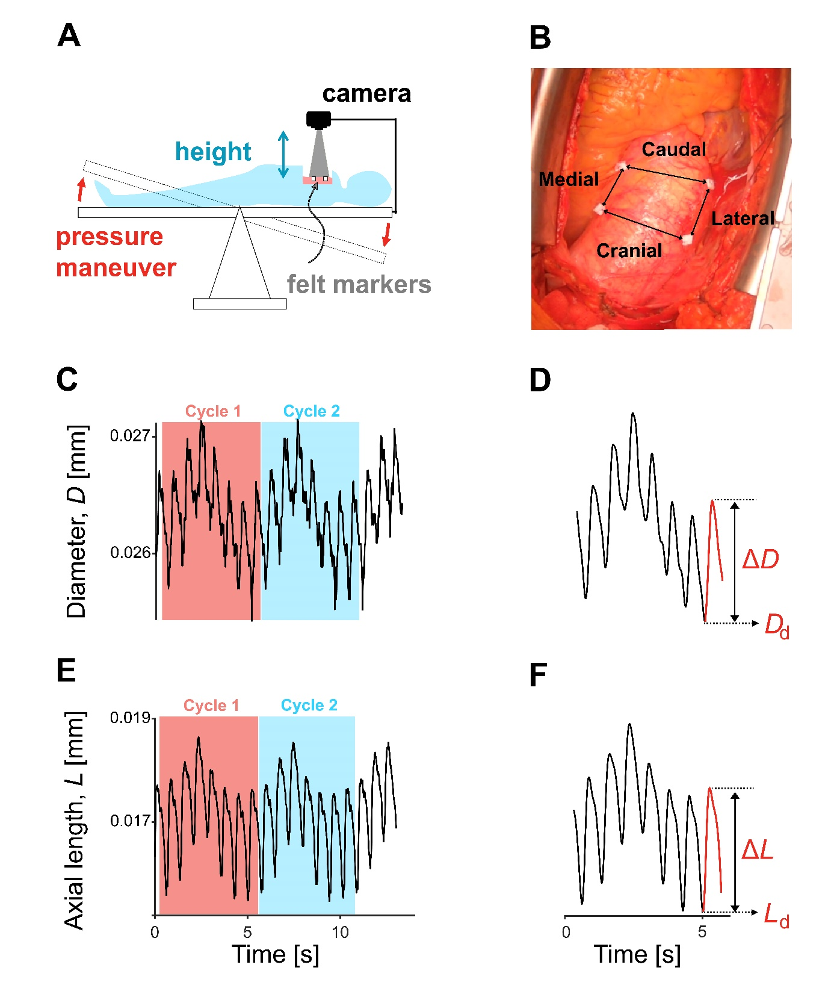 A
camera
height
pressure
maneuver
felt markers
B
Caudal
Medial
Lateral
Cranial
C
Cycle 1
Cycle 2
0.027
0.026
Diameter, D [mm]
D
ΔD
Dd
E
Cycle 1
Cycle 2
0.019
0.017
Axial length, L [mm]
0
5
10
Time [s]
F
ΔL
Ld
0
5
Time [s]